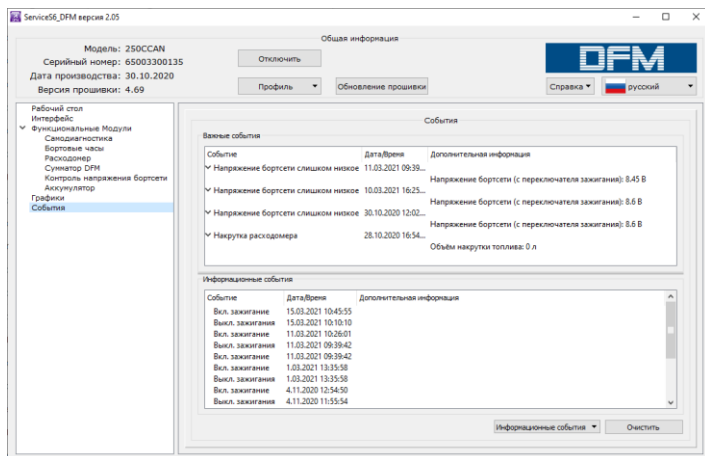 ServiceS6_DFM версия 2.05
Общая информация
Модель: 250CCAN
Серийный номер: 65003300135
Дата производства: 30.10.2020
Версия прошивки: 4.69
Отключить
Профиль
Обновление прошивки
DFM
Справка
русский
Рабочий стол
Интерфейс
Функциональные Модули
Самодиагностика
Бортовые часы
Расходомер
Сумматор DFM
Контроль напряжения бортсети
Аккумулятор
Графики
События
События
Важные события
Событие Дата/Время Дополнительная информация
Напряжение бортсети слишком низкое 11.03.2021 09:39...
Напряжение бортсети (с переключателя зажигания): 8.45 В
Напряжение бортсети слишком низкое 10.03.2021 16:25...
Напряжение бортсети (с переключателя зажигания): 8.6 В
Напряжение бортсети слишком низкое 30.10.2020 12:02...
Напряжение бортсети (с переключателя зажигания): 8.6 В
Накрутка расходомера 28.10.2020 16:54...
Объём накрутки топлива: 0 л
Информационные события
Событие Дата/Время Дополнительная информация
Вкл. зажигание 15.03.2021 10:45:55
Выкл. зажигания 15.03.2021 10:10:10
Вкл. зажигание 11.03.2021 10:26:01
Выкл. зажигания 11.03.2021 09:39:42
Вкл. зажигание 11.03.2021 09:39:42
Вкл. зажигание 1.03.2021 13:35:58
Выкл. зажигания 1.03.2021 13:35:58
Вкл. зажигание 4.11.2020 12:54:50
Выкл. зажигания 4.11.2020 11:55:54
Информационные события
Очистить